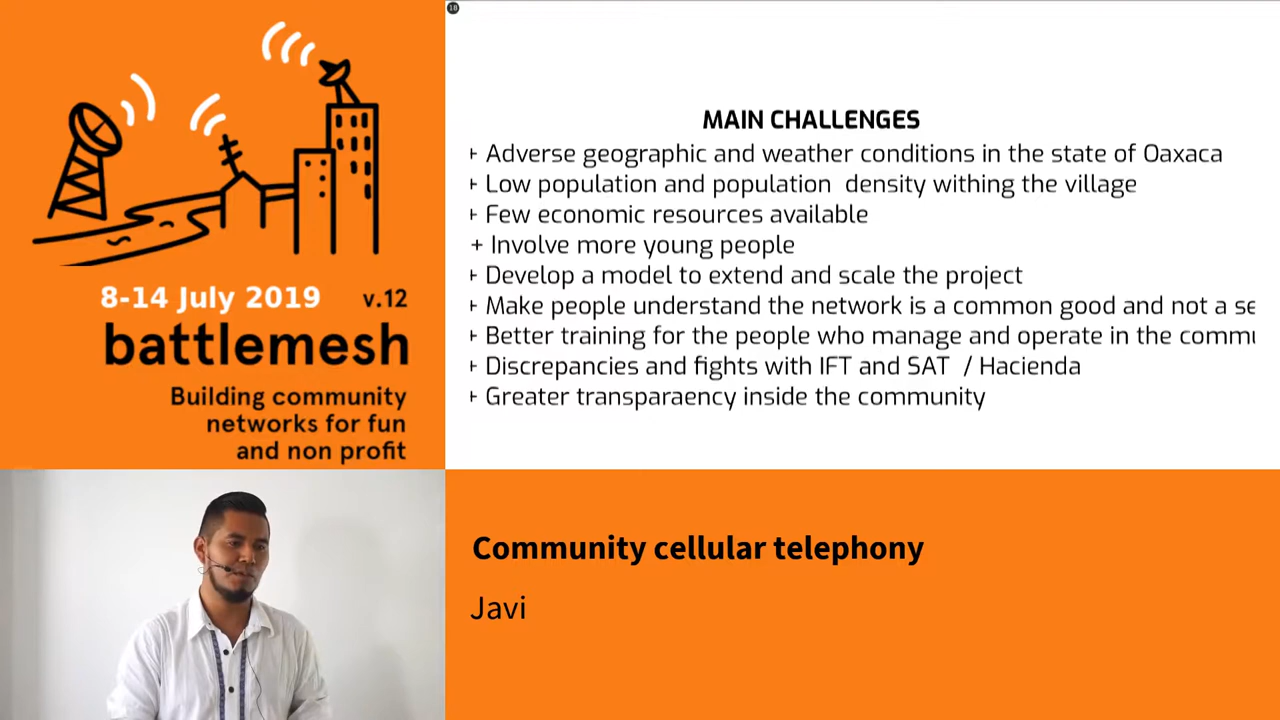 8-14 July 2019 v.12
battlemesh
Building community
networks for fun
and non profit
18
MAIN CHALLENGES
+ Adverse geographic and weather conditions in the state of Oaxaca
+ Low population and population  density withing the village
+ Few economic resources available
+ Involve more young people
+ Develop a model to extend and scale the project
+ Make people understand the network is a common good and not a se
+ Better training for the people who manage and operate in the commu
+ Discrepancies and fights with IFT and SAT  / Hacienda
+ Greater transparaency inside the community
Community cellular telephony
Javi